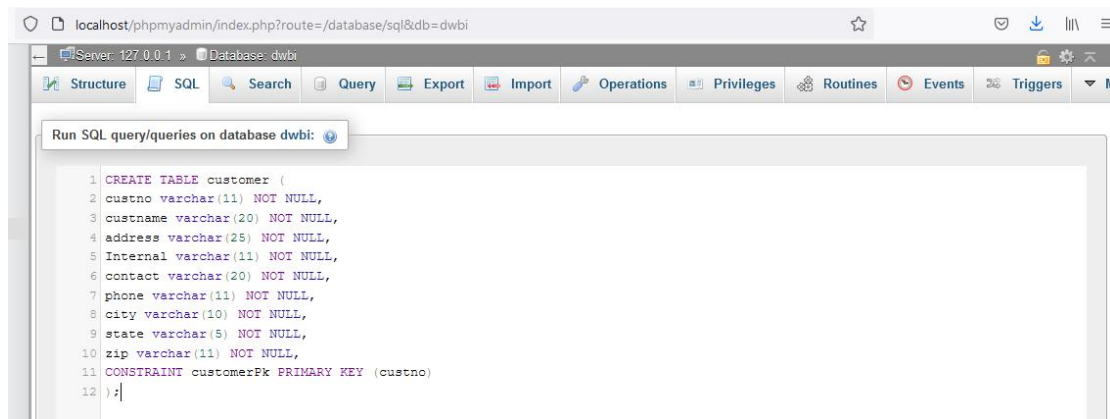 localhost/phpmyadmin/index.php?route=/database/sql&db=dwbi
Server: 127.0.0.1 » Database: dwbi
Structure SQL Search Query Export Import Operations Privileges Routines Events Triggers
Run SQL query/queries on database dwbi:
1 CREATE TABLE customer (
2 custno varchar(11) NOT NULL,
3 custname varchar(20) NOT NULL,
4 address varchar(25) NOT NULL,
5 Internal varchar(11) NOT NULL,
6 contact varchar(20) NOT NULL,
7 phone varchar(11) NOT NULL,
8 city varchar(10) NOT NULL,
9 state varchar(5) NOT NULL,
10 zip varchar(11) NOT NULL,
11 CONSTRAINT customerPk PRIMARY KEY (custno)
12 );